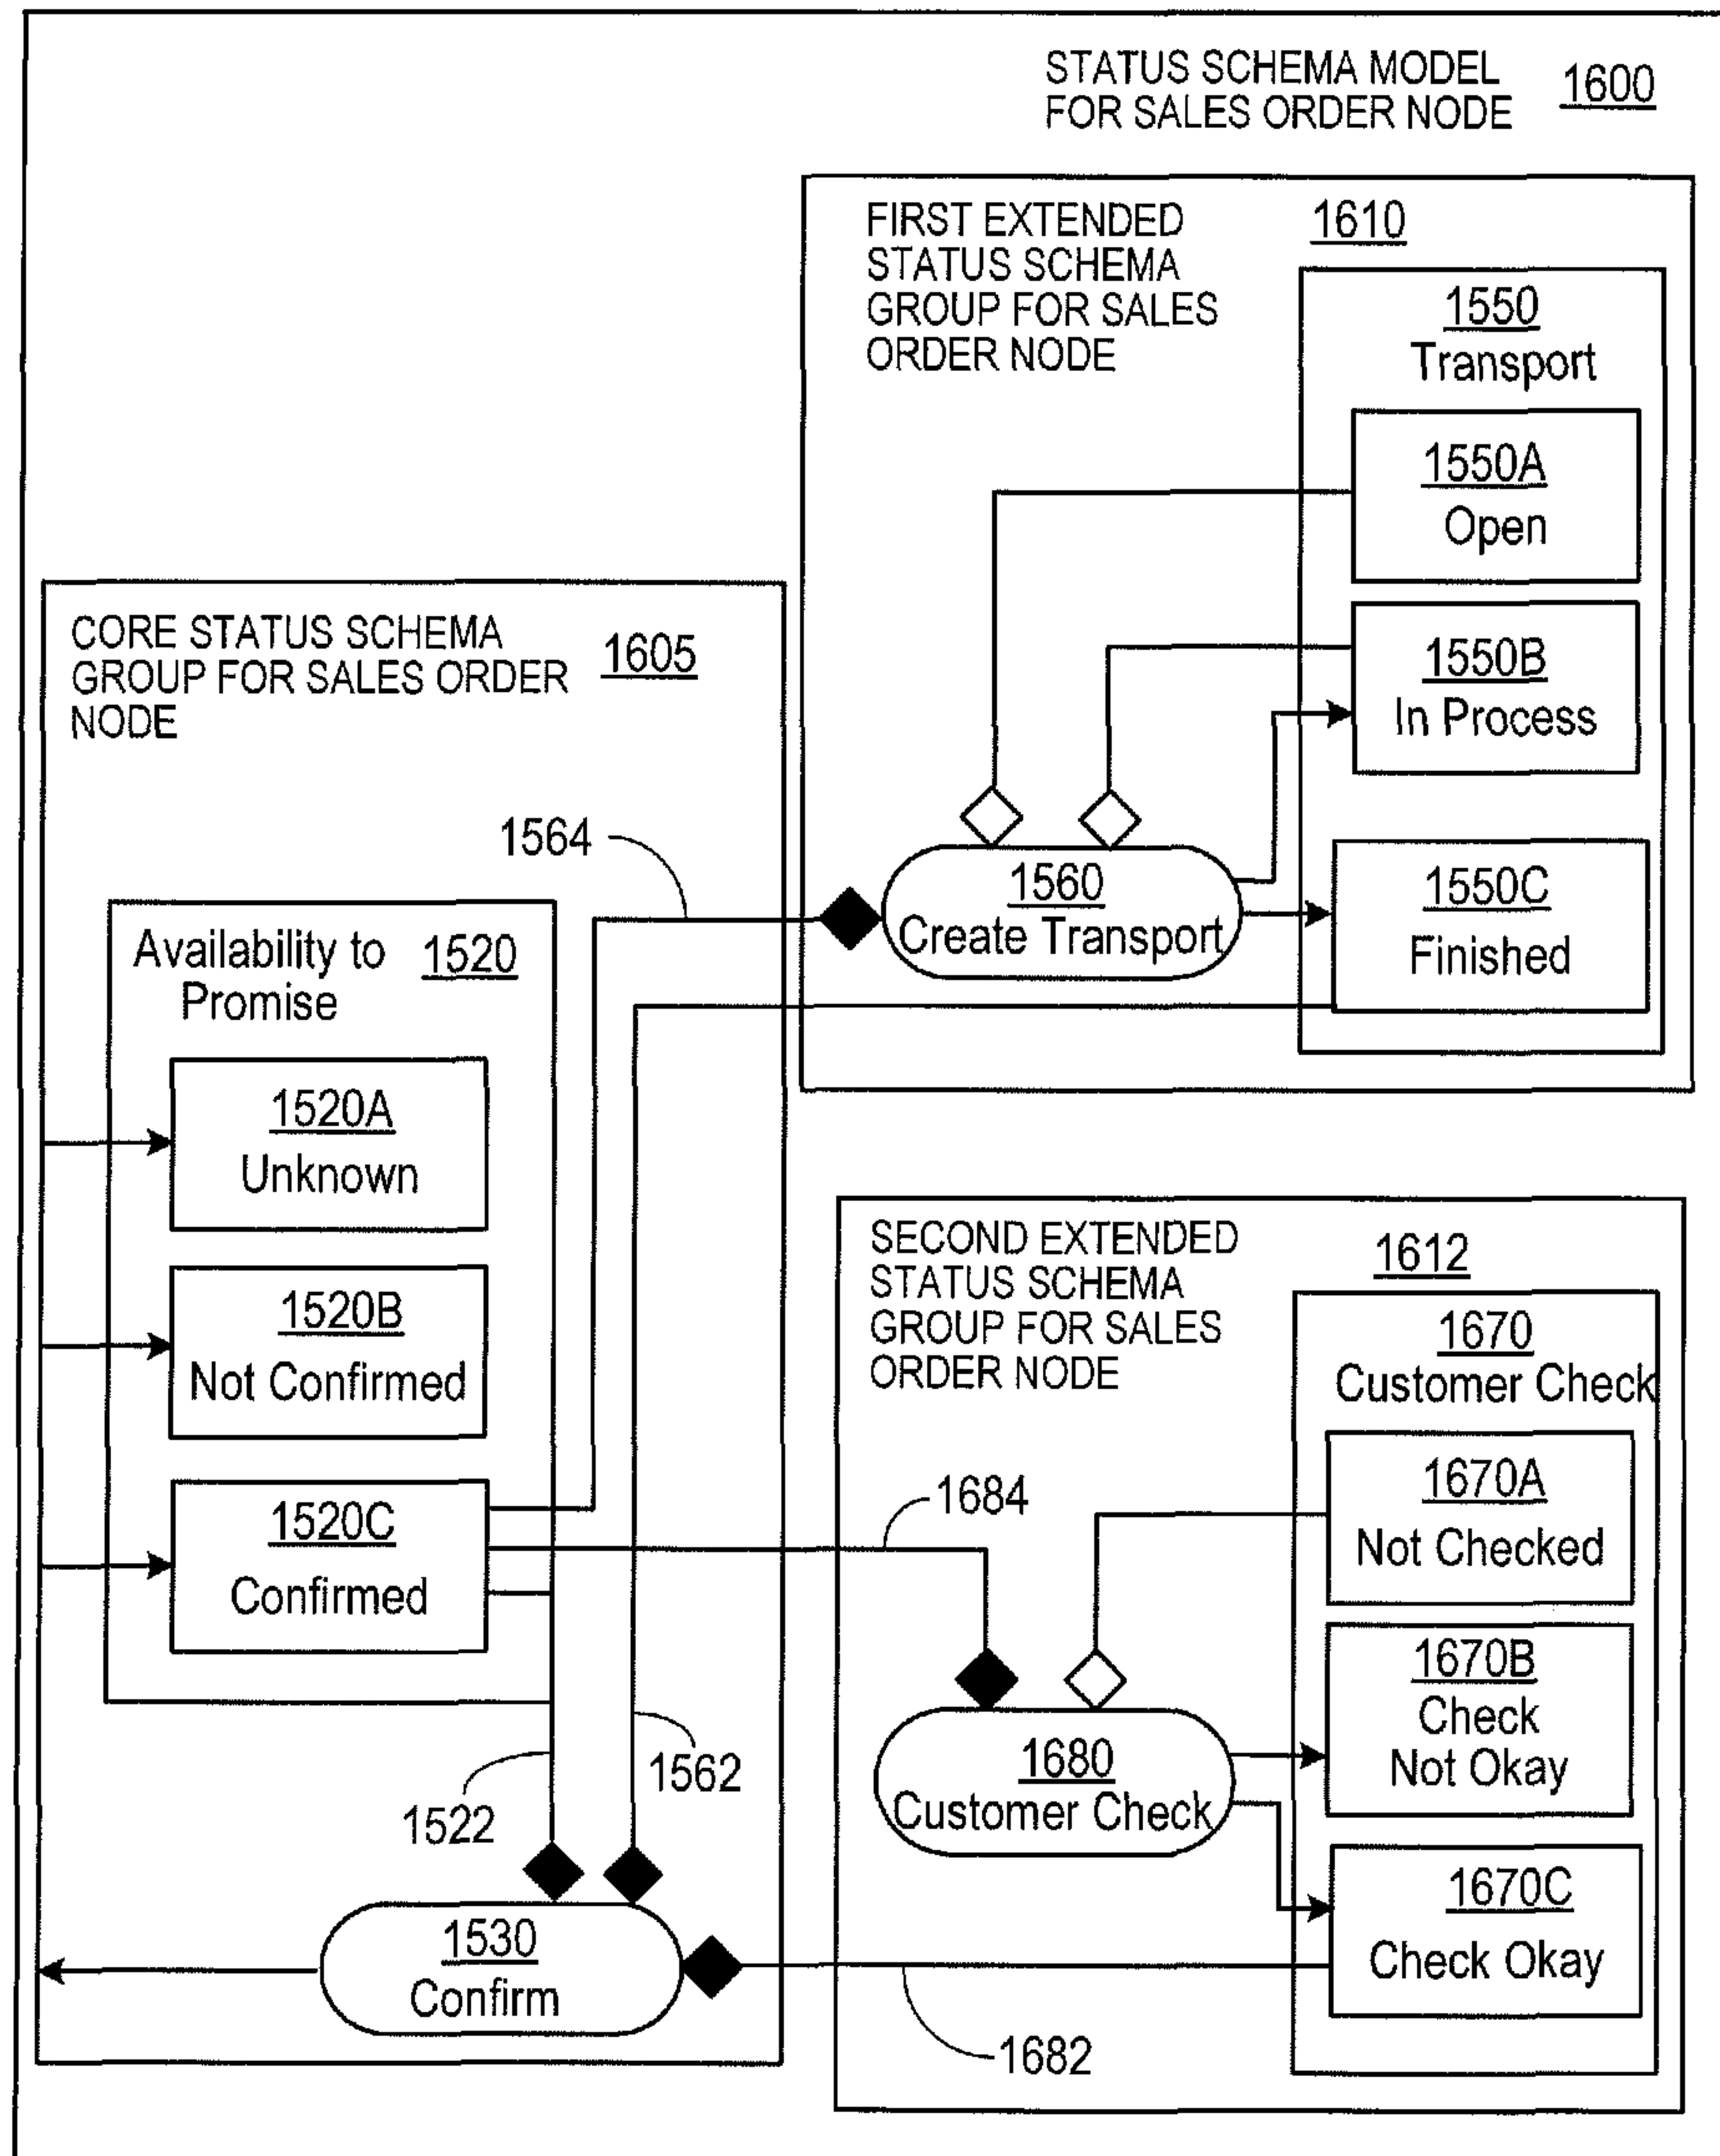 STATUS SCHEMA MODEL
FOR SALES ORDER NODE
1600
FIRST EXTENDED
STATUS SCHEMA
GROUP FOR SALES
ORDER NODE
1610
1550
Transport
1550A
Open
1550B
In Process
1550C
Finished
1560
Create Transport
1564
CORE STATUS SCHEMA
GROUP FOR SALES ORDER
NODE
1605
Availability to
Promise
1520
1520A
Unknown
1520B
Not Confirmed
1520C
Confirmed
1522
1562
1530
Confirm
SECOND EXTENDED
STATUS SCHEMA
GROUP FOR SALES
ORDER NODE
1612
1670
Customer Check
1670A
Not Checked
1670B
Check
Not Okay
1670C
Check Okay
1684
1680
Customer Check
1682